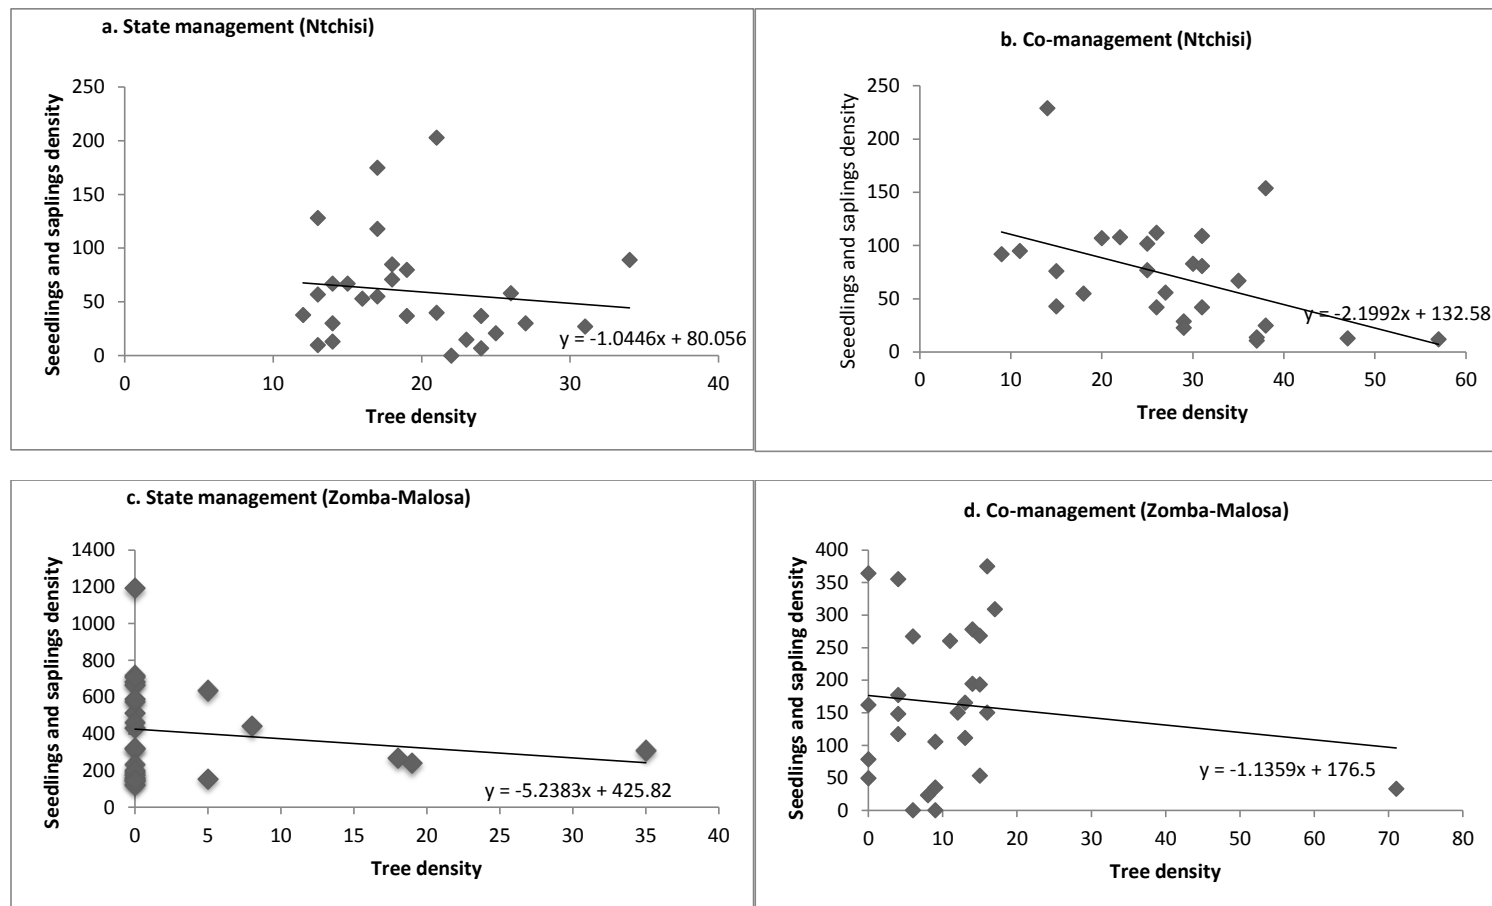 a. State management (Ntchisi)
Seeedlings and saplings density
250
200
150
100
50
0
0 10 20 30 40
y = -1.0446x + 80.056
Tree density
b. Co-management (Ntchisi)
Seeedlings and saplings density
250
200
150
100
50
0
0 10 20 30 40 50 60
y = -2.1992x + 132.58
Tree density
c. State management (Zomba-Malosa)
Seedlings and saplings density
1400
1200
1000
800
600
400
200
0
0 5 10 15 20 25 30 35 40
y = -5.2383x + 425.82
Tree density
d. Co-management (Zomba-Malosa)
Seedlings and sapling density
400
350
300
250
200
150
100
50
0
0 10 20 30 40 50 60 70 80
y = -1.1359x + 176.5
Tree density